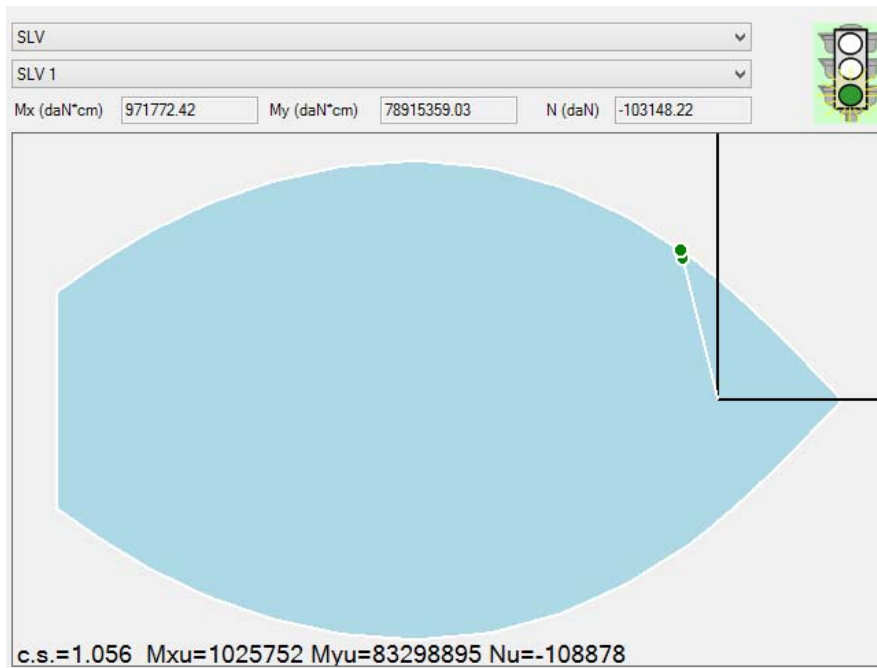 SLV
SLV 1
Mx (daN*cm) 971772.42 My (daN*cm) 78915359.03 N (daN) -103148.22
c.s.=1.056 Mxu=1025752 Myu=83298895 Nu=-108878